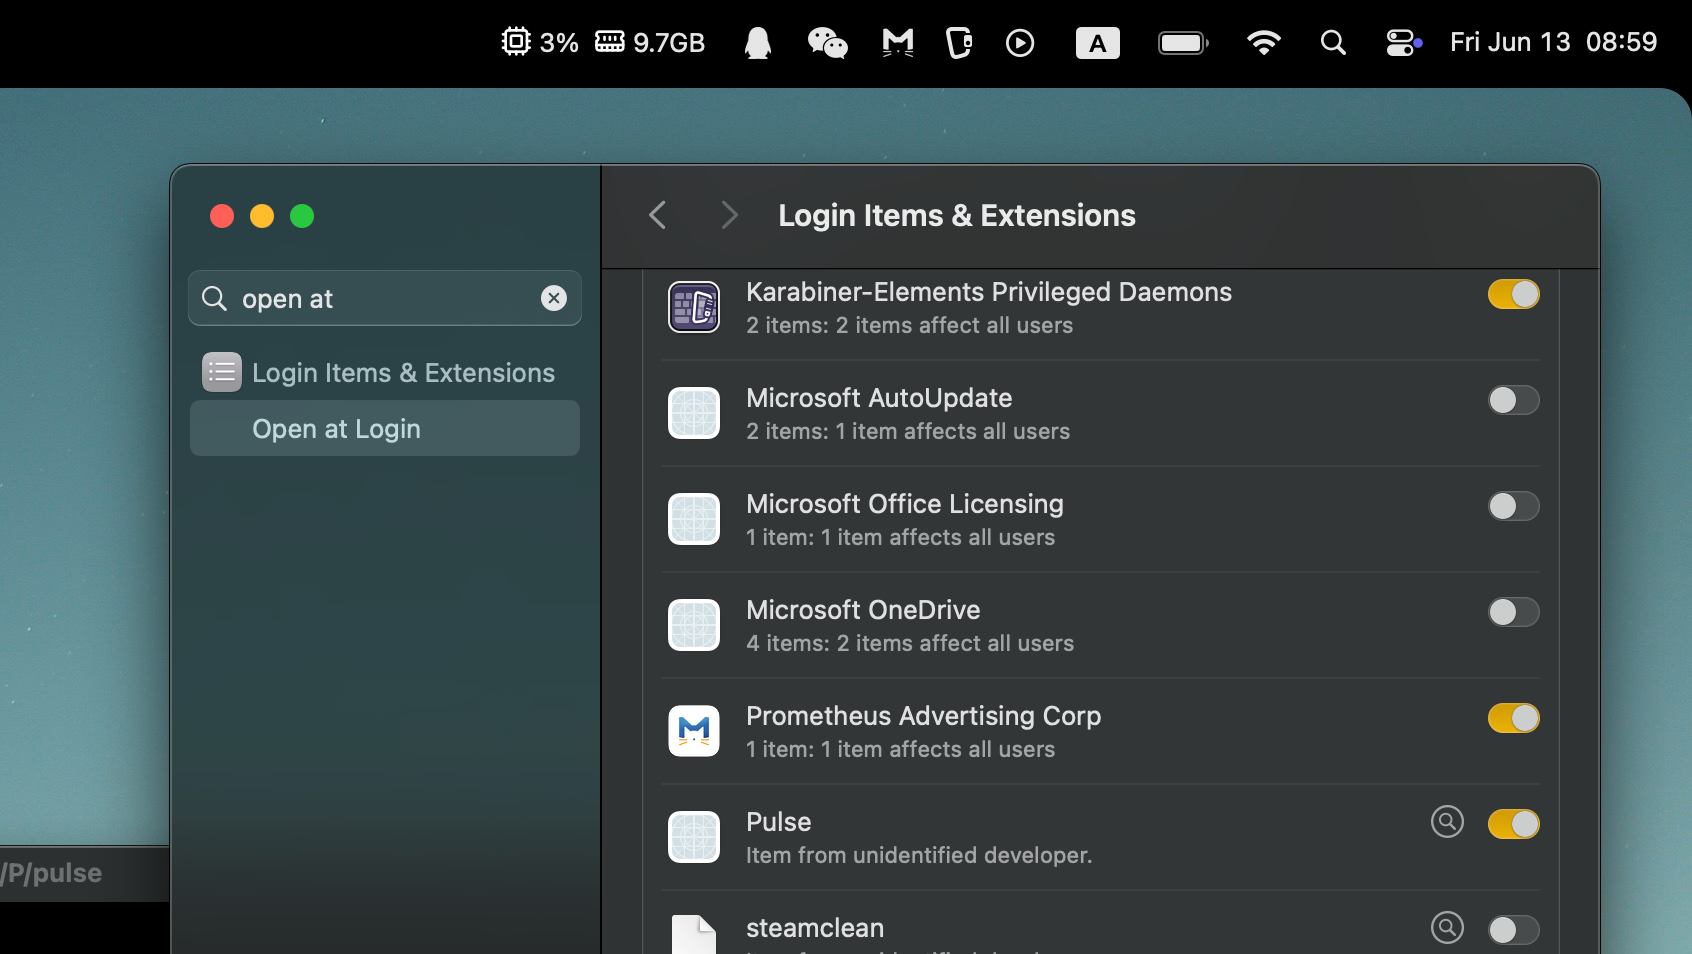 3% 9.7GB A Fri Jun 13 08:59
Login Items & Extensions
open at
Login Items & Extensions
Open at Login
Karabiner-Elements Privileged Daemons
2 items: 2 items affect all users
Microsoft AutoUpdate
2 items: 1 item affects all users
Microsoft Office Licensing
1 item: 1 item affects all users
Microsoft OneDrive
4 items: 2 items affect all users
Prometheus Advertising Corp
1 item: 1 item affects all users
Pulse
Item from unidentified developer.
/P/pulse
steamclean